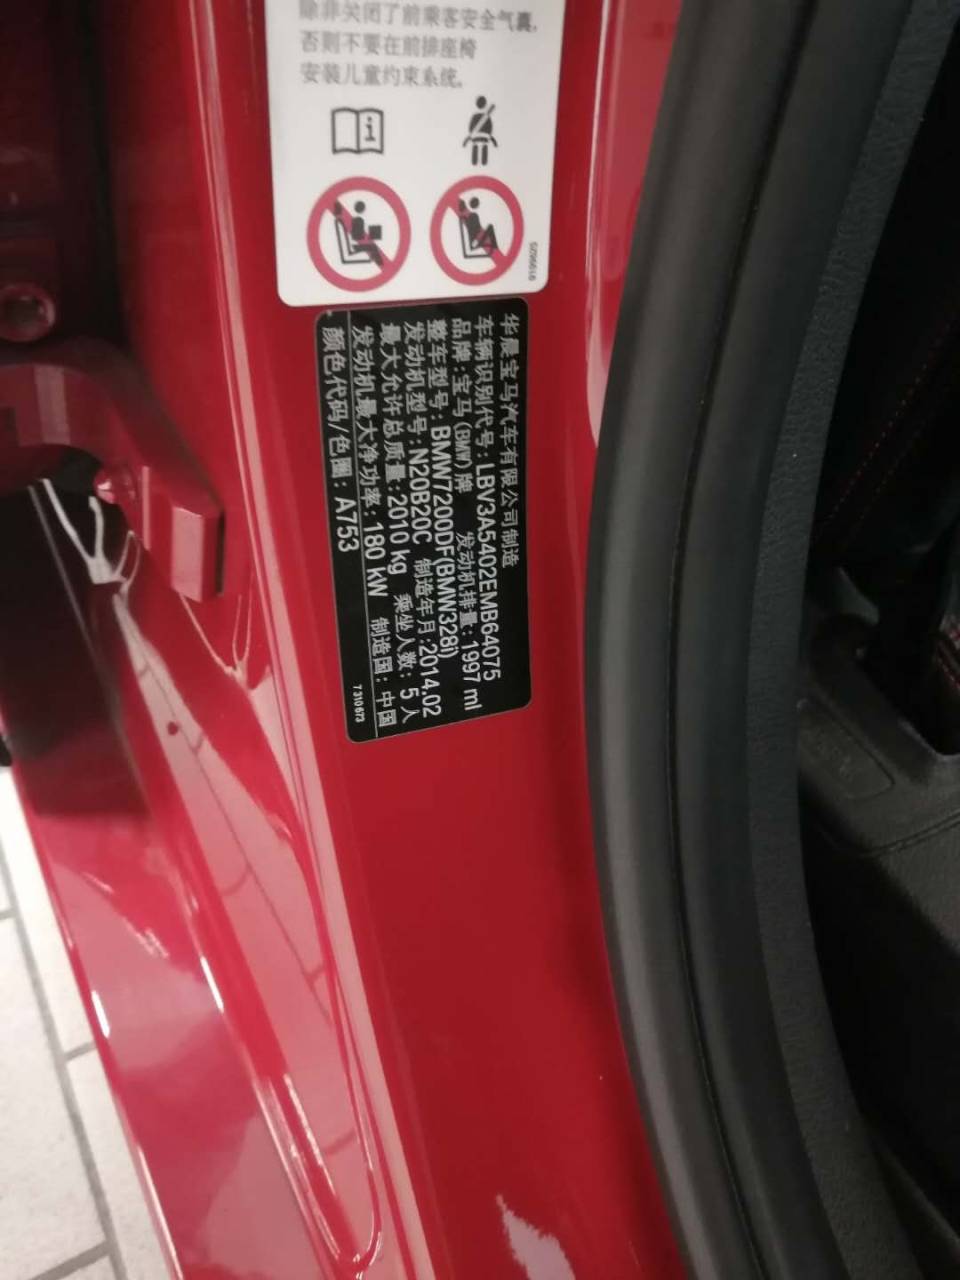 除非关闭了前乘客安全气囊，
否则不要在前排座椅
安装儿童约束系统。
9199625
华晨宝马汽车有限公司制造
车辆识别代号: LBV3A5402EMB64075
品牌:宝马(BMW)牌 发动机排量:1997 ml
整车型号: BMW7200DF(BMW328i)
发动机型号:N20B20C 制造年月:2014.02
最大允许总质量:2010 kg 乘坐人数: 5人
发动机最大净功率:180 kW 制造国: 中国
颜色代码/色圈: A753
7310673